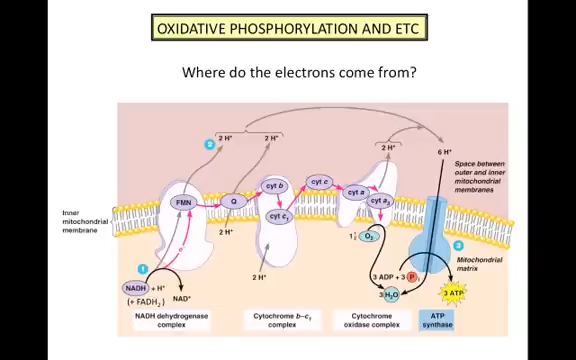 OXIDATIVE PHOSPHORYLATION AND ETC
Where do the electrons come from?
2
2 H⁺
2 H⁺
2 H⁺
6 H⁺
Space between
outer and inner
mitochondrial
membranes
Inner
mitochondrial
membrane
FMN
Q
cyt b
cyt c₁
cyt c
cyt a
cyt a₃
2 H⁺
e⁻
1
O₂
3
Mitochondrial
matrix
NADH + H⁺
(+ FADH₂)
NAD⁺
2 H⁺
3 ADP + 3 P
3 H₂O
3 ATP
NADH dehydrogenase
complex
Cytochrome b–c₁
complex
Cytochrome
oxidase complex
ATP
synthase